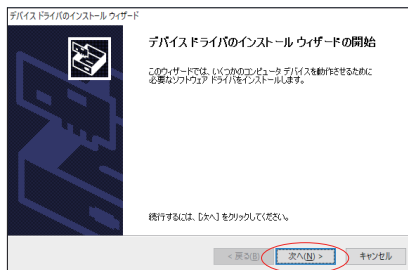 デバイスドライバのインストール ウィザード
デバイス ドライバのインストール ウィザードの開始
このウィザードでは、いくつかのコンピュータ デバイスを動作させるために
必要なソフトウェア ドライバをインストールします。
続行するには、[次へ] をクリックしてください。
< 戻る(B)
次へ(N) >
キャンセル